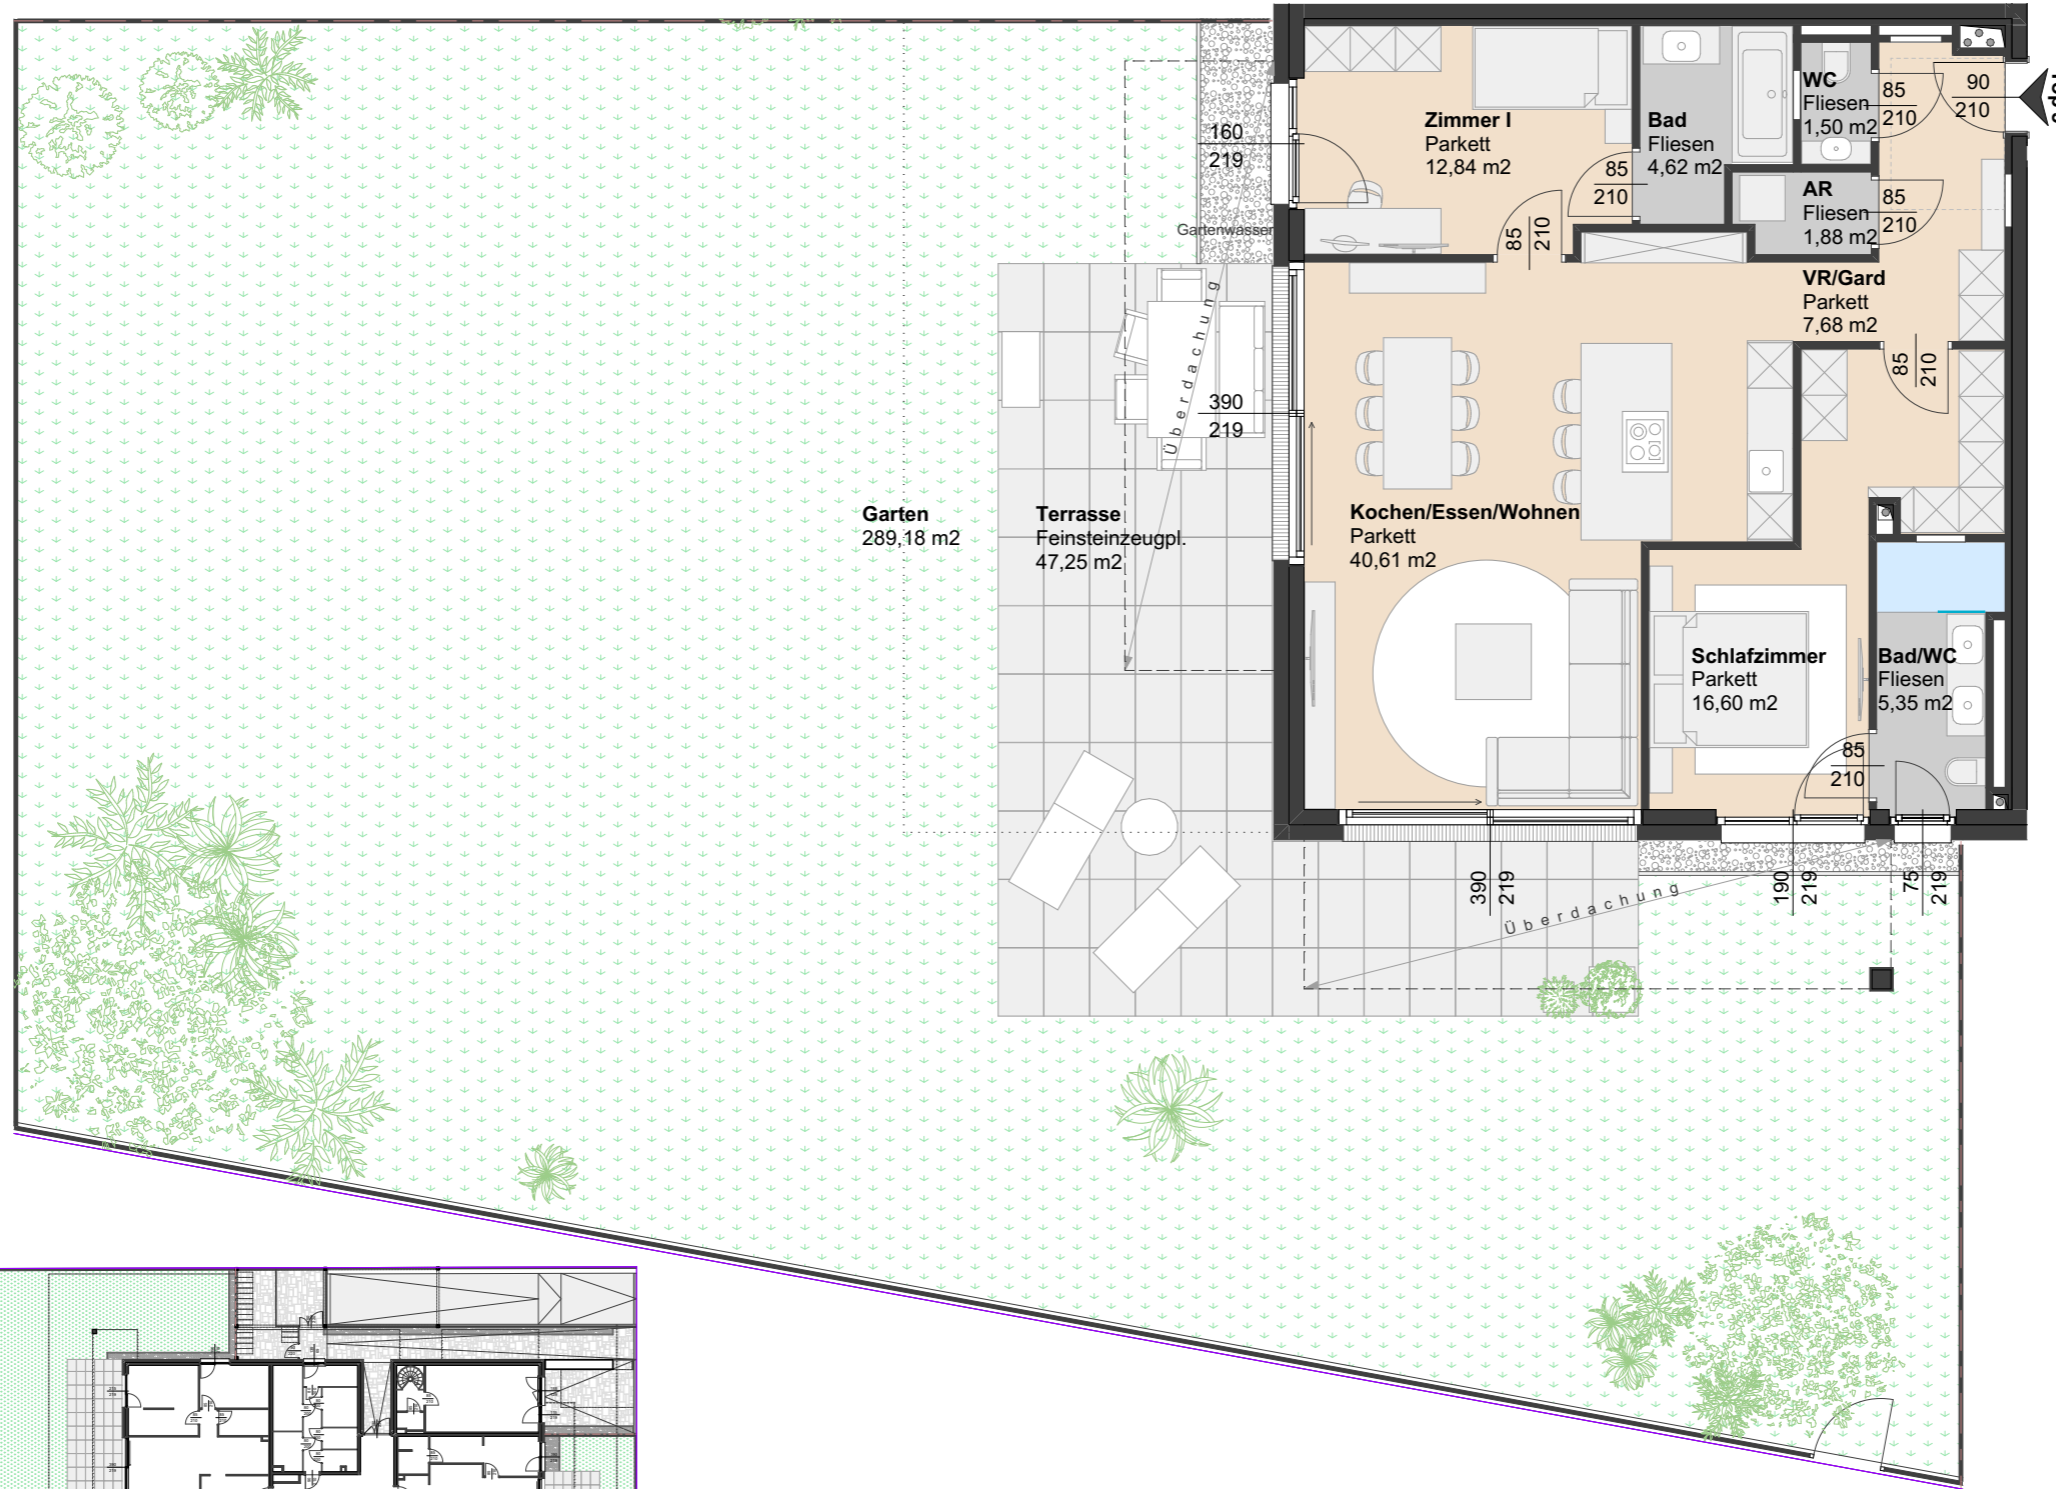 Zimmer I
Parkett
12,84 m2
Bad
Fliesen
4,62 m2
WC
Fliesen
1,50 m2
85
210
90
210
160
219
85
210
AR
Fliesen
1,88 m2
85
210
Gartenwasser
85
210
VR/Gard
Parkett
7,68 m2
85
210
Überdachung
390
219
Garten
289,18 m2
Terrasse
Feinsteinzeugpl.
47,25 m2
Kochen/Essen/Wohnen
Parkett
40,61 m2
Schlafzimmer
Parkett
16,60 m2
Bad/WC
Fliesen
5,35 m2
85
210
390
219
Überdachung
190
219
75
219